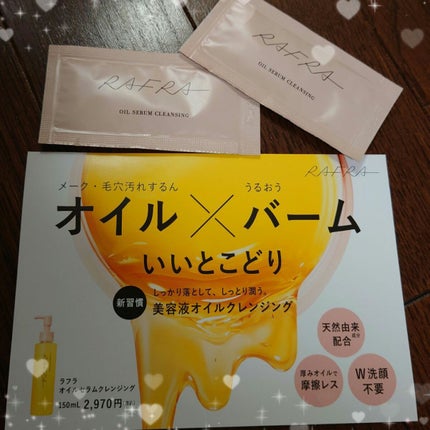 RAFRA
OIL SERUM CLEANSING
RAFRA
OIL SERUM CLEANSING
RAFRA
メーク・毛穴汚れするん
うるおう
オイル×バーム
いいとこどり
新習慣
しっかり落として、しっとり潤う。
美容液オイルクレンジング
天然由来
成分
配合
厚みオイルで
摩擦レス
W洗顔
不要
ラフラ
オイルセラムクレンジング
150mL 2,970円